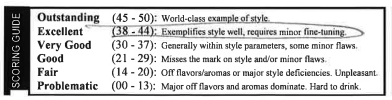 SCORING GUIDE
Outstanding (45 - 50): World-class example of style.
Excellent (38 - 44): Exemplifies style well, requires minor fine-tuning.
Very Good (30 - 37): Generally within style parameters, some minor flaws.
Good (21 - 29): Misses the mark on style and/or minor flaws.
Fair (14 - 20): Off flavors/aromas or major style deficiencies. Unpleasant.
Problematic (00 - 13): Major off flavors and aromas dominate. Hard to drink.